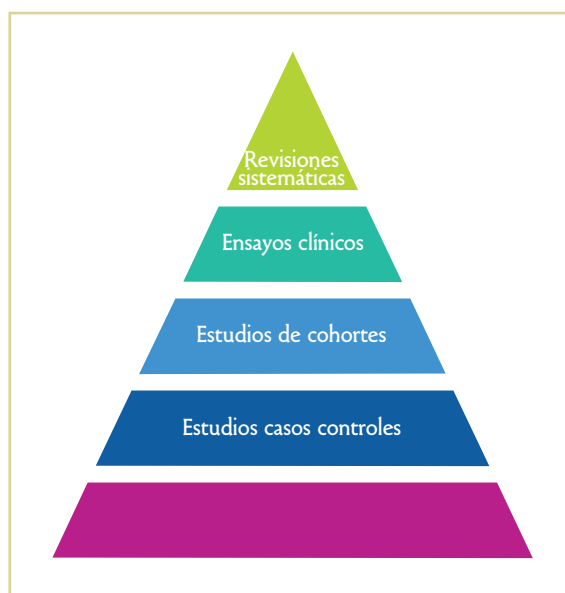 Revisiones
sistemáticas
Ensayos clínicos
Estudios de cohortes
Estudios casos controles